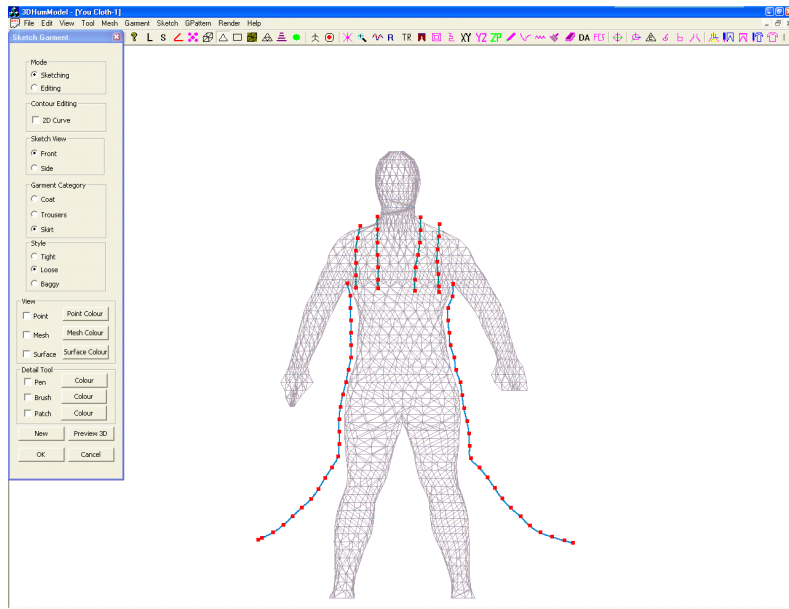 3DHumModel - [You Cloth-1]
File Edit View Tool Mesh Garment Sketch GPattern Render Help
Sketch Garment
? L S R TR XY YZ ZP DA
Mode
Sketching
Editing
Contour Editing
2D Curve
Sketch View
Front
Side
Garment Category
Coat
Trousers
Skirt
Style
Tight
Loose
Baggy
View
Point Point Colour
Mesh Mesh Colour
Surface Surface Colour
Detail Tool
Pen Colour
Brush Colour
Patch Colour
New Preview 3D
OK Cancel